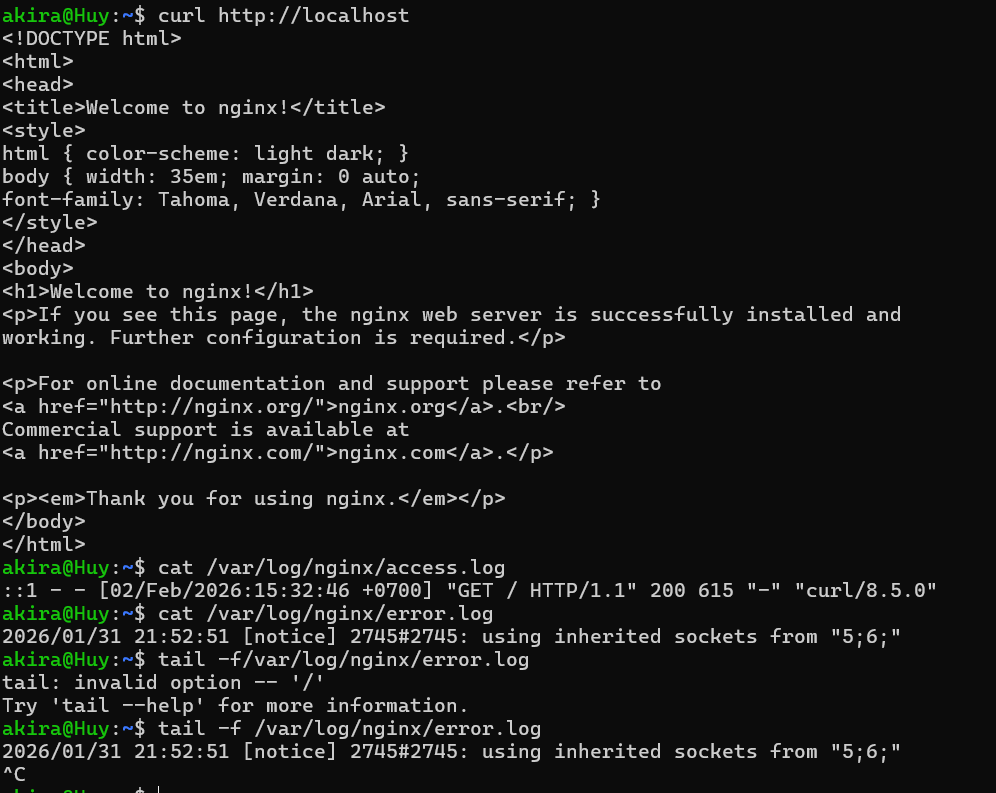 akira@Huy:~$ curl http://localhost
<!DOCTYPE html>
<html>
<head>
<title>Welcome to nginx!</title>
<style>
html { color-scheme: light dark; }
body { width: 35em; margin: 0 auto;
font-family: Tahoma, Verdana, Arial, sans-serif; }
</style>
</head>
<body>
<h1>Welcome to nginx!</h1>
<p>If you see this page, the nginx web server is successfully installed and
working. Further configuration is required.</p>

<p>For online documentation and support please refer to
<a href="http://nginx.org/">nginx.org</a>.<br/>
Commercial support is available at
<a href="http://nginx.com/">nginx.com</a>.</p>

<p><em>Thank you for using nginx.</em></p>
</body>
</html>
akira@Huy:~$ cat /var/log/nginx/access.log
::1 - - [02/Feb/2026:15:32:46 +0700] "GET / HTTP/1.1" 200 615 "-" "curl/8.5.0"
akira@Huy:~$ cat /var/log/nginx/error.log
2026/01/31 21:52:51 [notice] 2745#2745: using inherited sockets from "5;6;"
akira@Huy:~$ tail -f/var/log/nginx/error.log
tail: invalid option -- '/'
Try 'tail --help' for more information.
akira@Huy:~$ tail -f /var/log/nginx/error.log
2026/01/31 21:52:51 [notice] 2745#2745: using inherited sockets from "5;6;"
^C